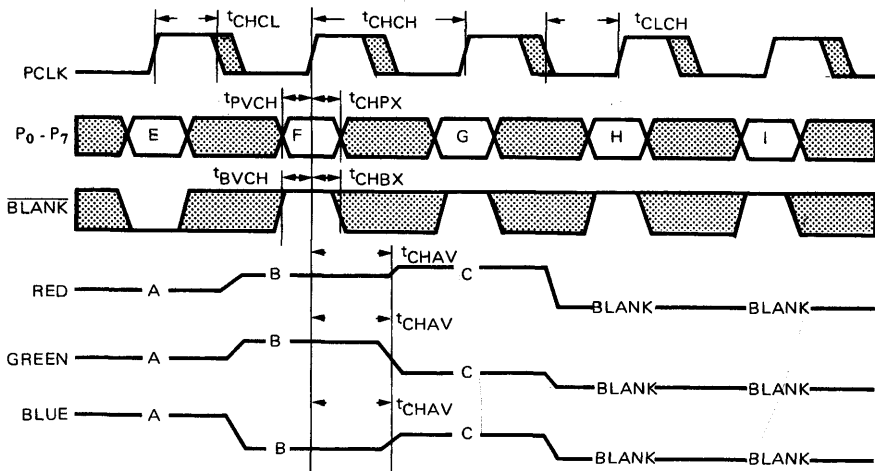 tCHCL tCHCH tCLCH
PCLK
tPVCH tCHPX
P0 - P7 E F G H I
tBVCH tCHBX
BLANK
tCHAV
RED A B C BLANK BLANK
tCHAV
GREEN A B C BLANK BLANK
tCHAV
BLUE A B C BLANK BLANK